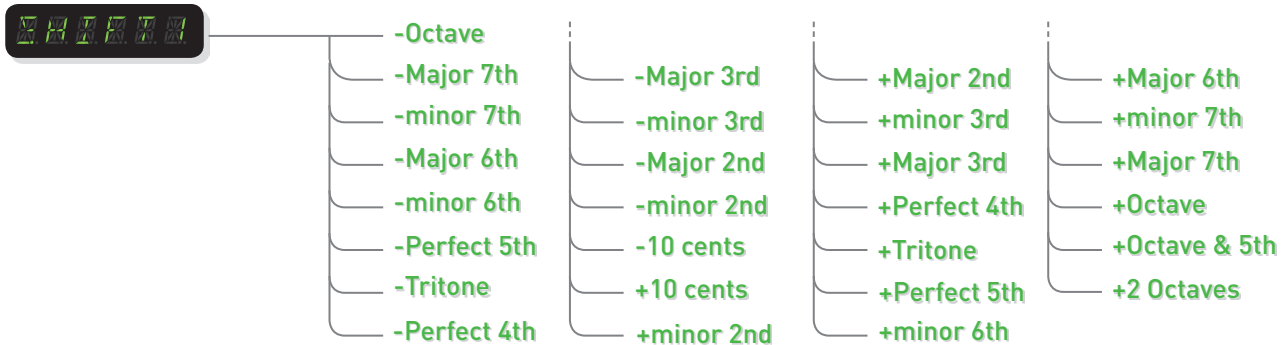 SHIFT 1
-Octave
-Major 7th
-minor 7th
-Major 6th
-minor 6th
-Perfect 5th
-Tritone
-Perfect 4th
-Major 3rd
-minor 3rd
-Major 2nd
-minor 2nd
-10 cents
+10 cents
+minor 2nd
+Major 2nd
+minor 3rd
+Major 3rd
+Perfect 4th
+Tritone
+Perfect 5th
+minor 6th
+Major 6th
+minor 7th
+Major 7th
+Octave
+Octave & 5th
+2 Octaves